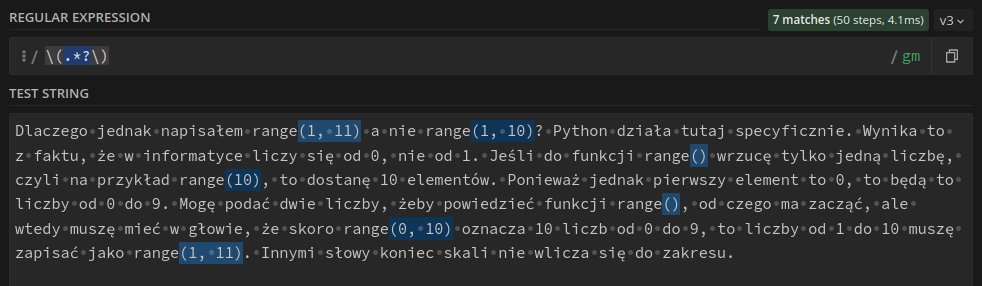 REGULAR EXPRESSION 7 matches (50 steps, 4.1ms) v3
/ \(.*?\) / gm
TEST STRING
Dlaczego jednak napisałem range(1, 11) a nie range(1, 10)? Python działa tutaj specyficznie. Wynika to
z faktu, że w informatyce liczy się od 0, nie od 1. Jeśli do funkcji range() wrzucę tylko jedną liczbę,
czyli na przykład range(10), to dostanę 10 elementów. Ponieważ jednak pierwszy element to 0, to będą to
liczby od 0 do 9. Mogę podać dwie liczby, żeby powiedzieć funkcji range(), od czego ma zacząć, ale
wtedy muszę mieć w głowie, że skoro range(0, 10) oznacza 10 liczb od 0 do 9, to liczby od 1 do 10 muszę
zapisać jako range(1, 11). Innymi słowy koniec skali nie wlicza się do zakresu.